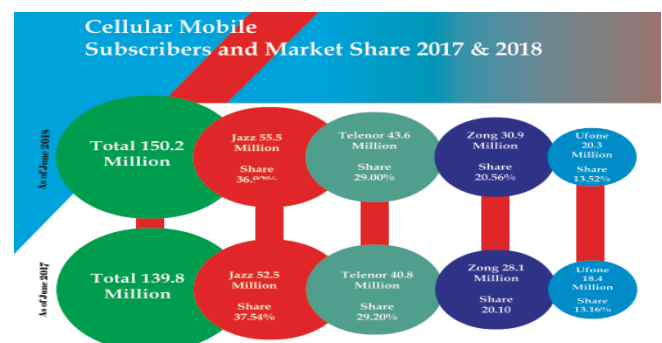 Cellular Mobile
Subscribers and Market Share 2017 & 2018
As of June 2018
Total 150.2
Million
Jazz 55.5
Million
Share
Telenor 43.6
Million
Share
29.00%
Zong 30.9
Million
Share
20.56%
Ufone
20.3
Million
Share
13.52%
As of June 2017
Total 139.8
Million
Jazz 52.5
Million
Share
37.54%
Telenor 40.8
Million
Share
29.20%
Zong 28.1
Million
Share
20.10
Ufone
18.4
Million
Share
13.16%